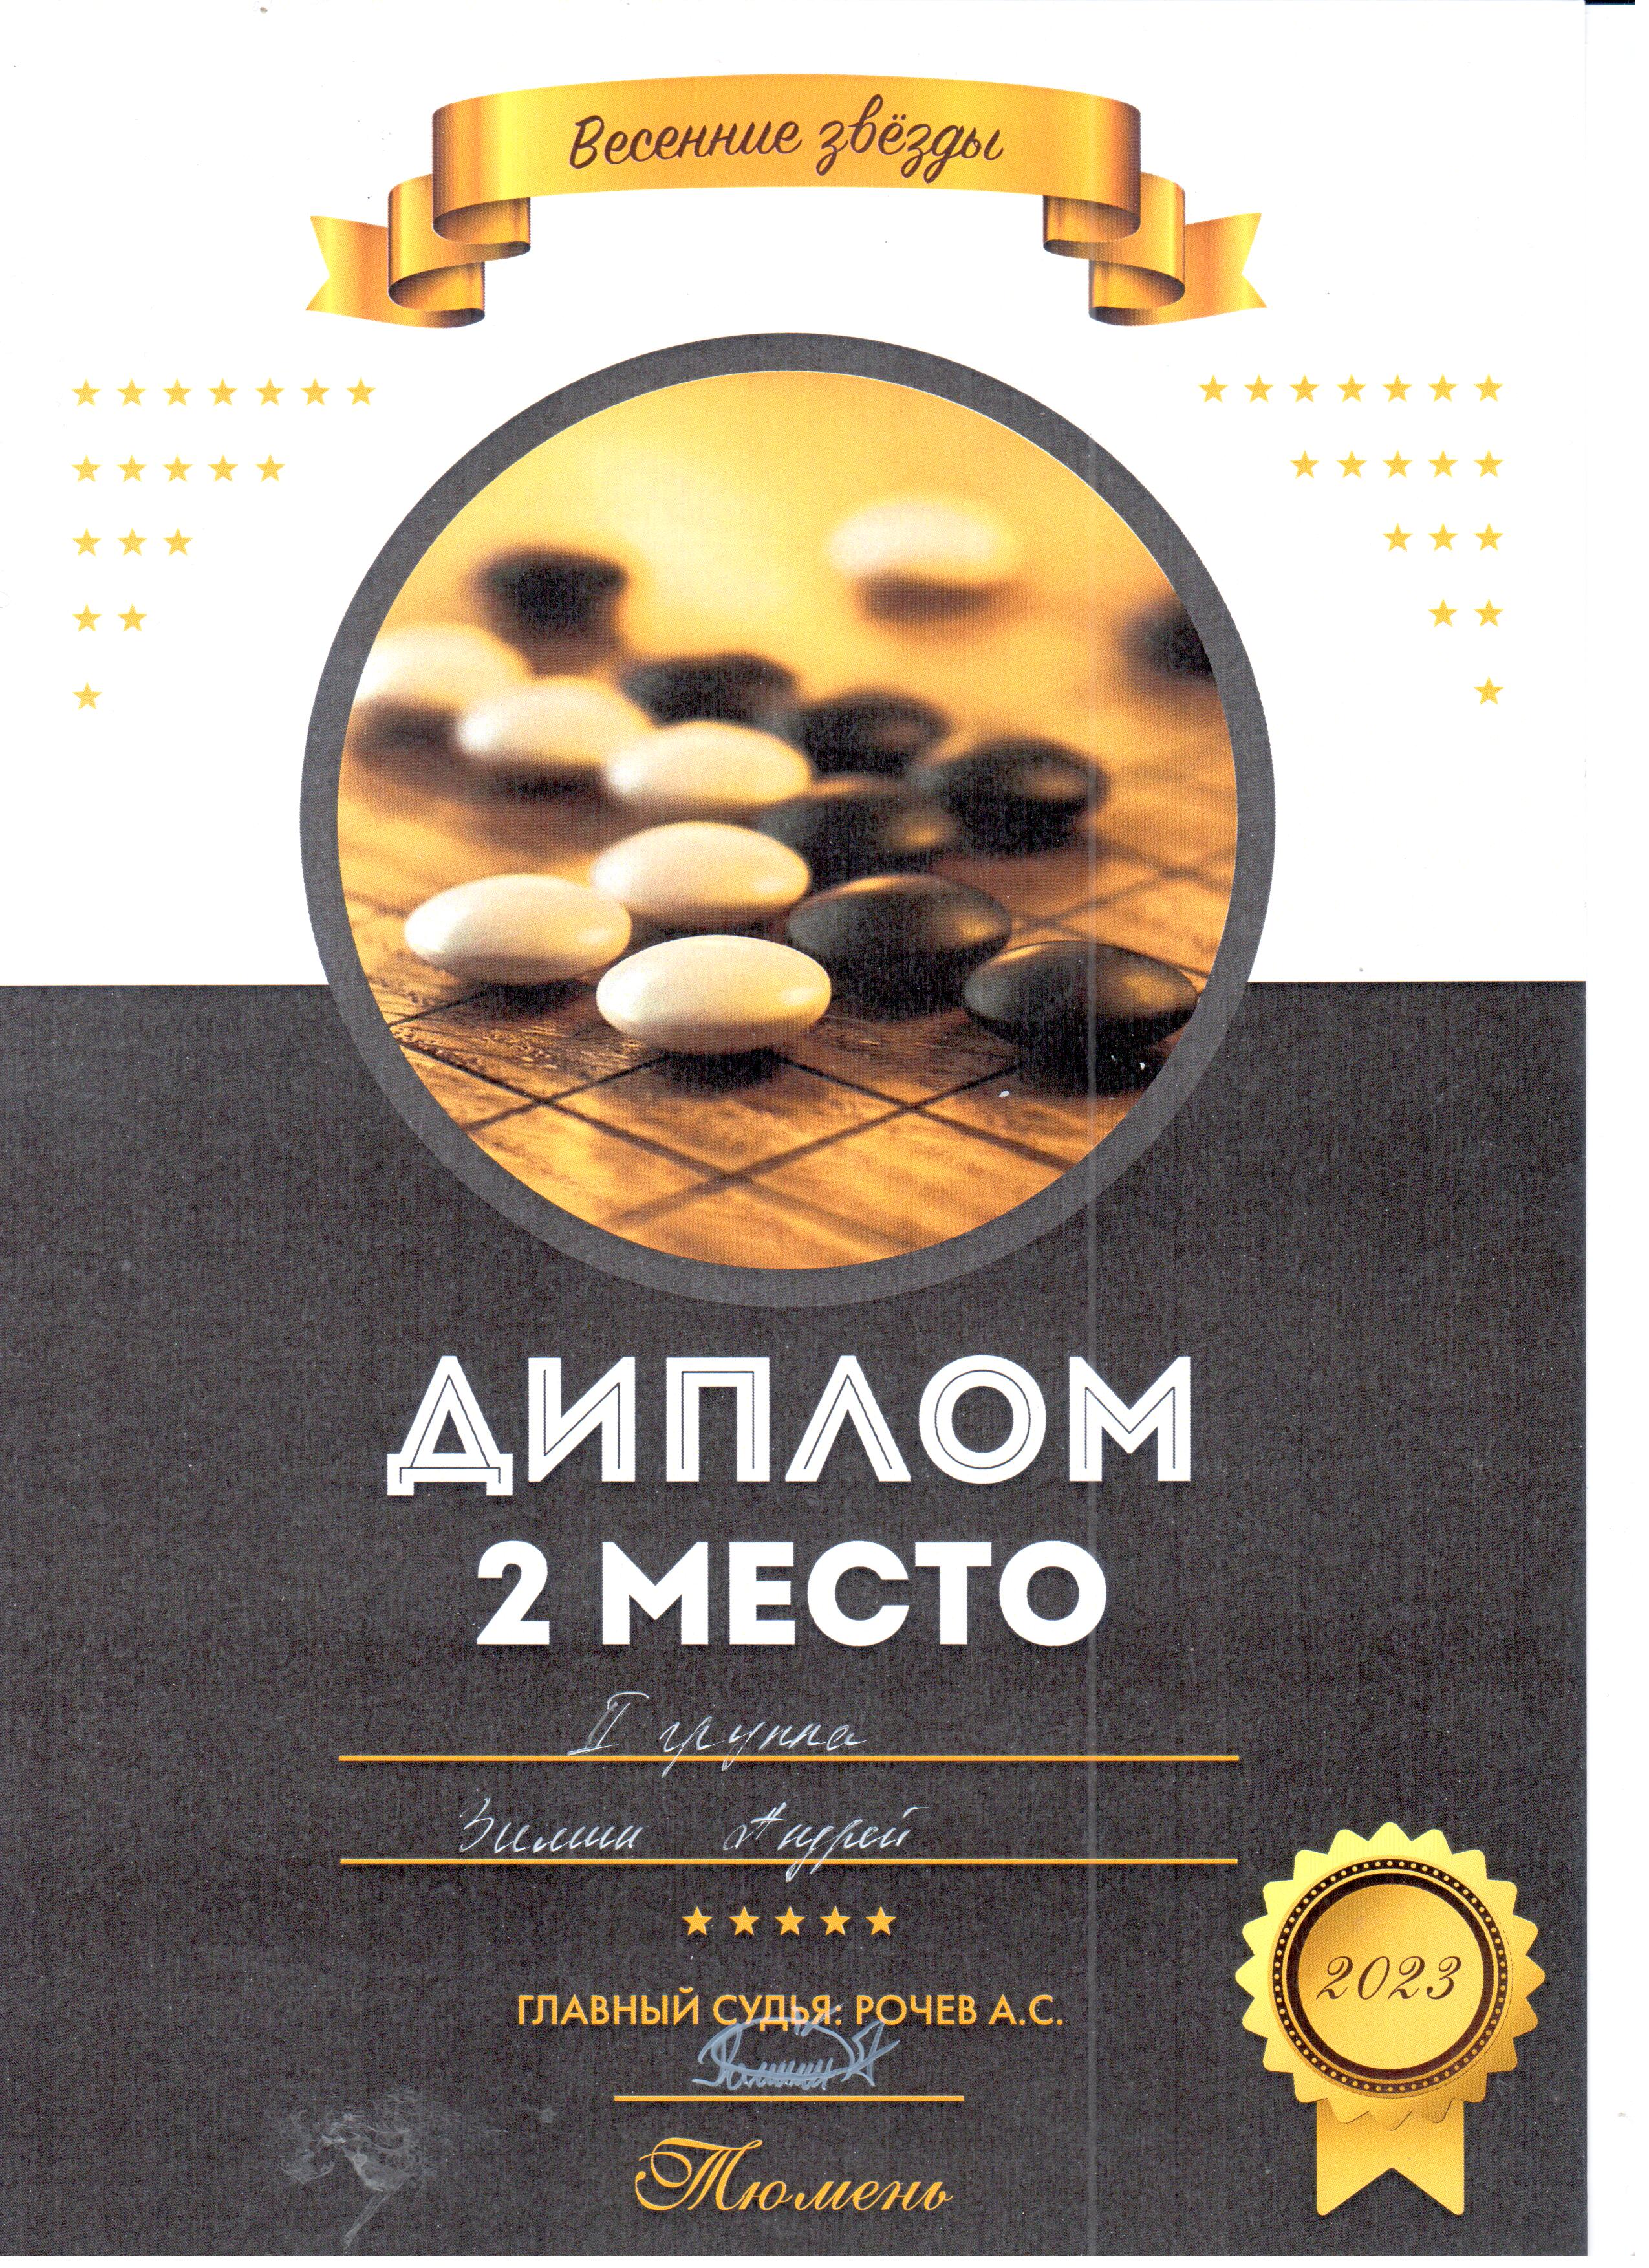 Весенние звёзды
ДИПЛОМ
2 МЕСТО
II группа
Зимин Андрей
2023
ГЛАВНЫЙ СУДЬЯ: РОЧЕВ А.С.
Тюмень